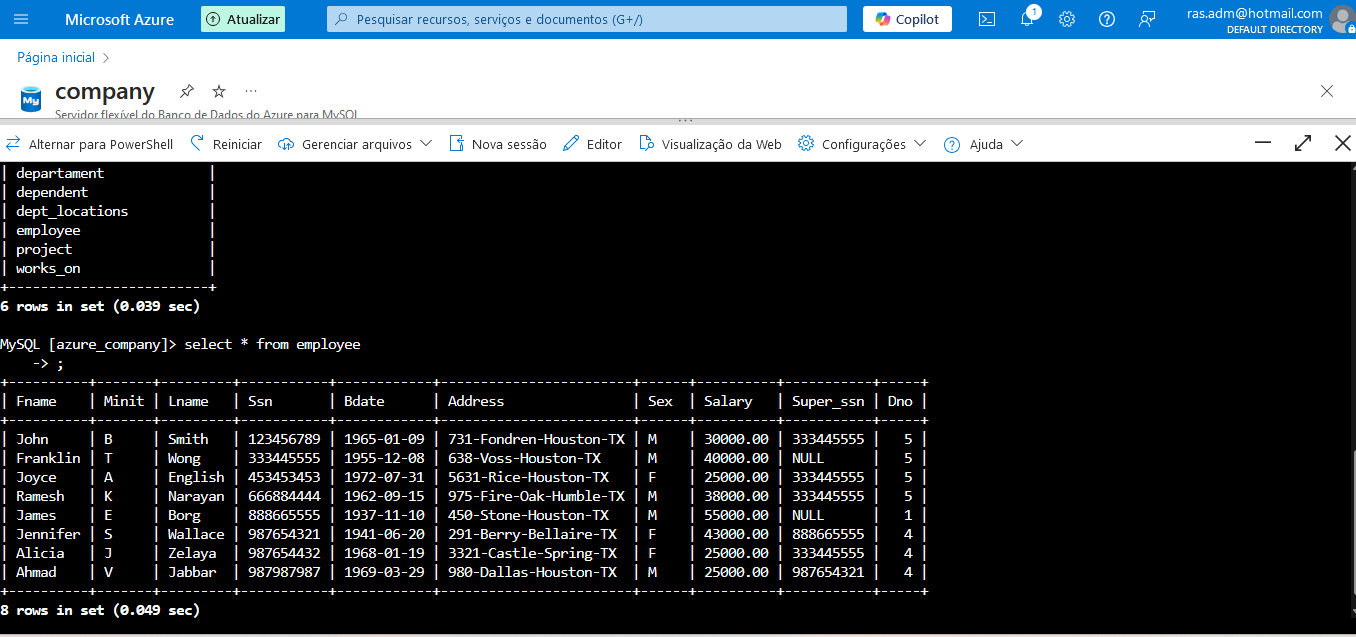 Microsoft Azure Atualizar Pesquisar recursos, serviços e documentos (G+/) Copilot 1 ras.adm@hotmail.com
DEFAULT DIRECTORY
Página inicial >
My company ...
Servidor flexível do Banco de Dados do Azure para MySQL
Alternar para PowerShell Reiniciar Gerenciar arquivos Nova sessão Editor Visualização da Web Configurações Ajuda
| departament |
| dependent |
| dept_locations |
| employee |
| project |
| works_on |
+-------------------------+
6 rows in set (0.039 sec)
MySQL [azure_company]> select * from employee
-> ;
+----------+-------+---------+-----------+------------+------------------------+------+----------+-----------+-----+
| Fname | Minit | Lname | Ssn | Bdate | Address | Sex | Salary | Super_ssn | Dno |
+----------+-------+---------+-----------+------------+------------------------+------+----------+-----------+-----+
| John | B | Smith | 123456789 | 1965-01-09 | 731-Fondren-Houston-TX | M | 30000.00 | 333445555 | 5 |
| Franklin | T | Wong | 333445555 | 1955-12-08 | 638-Voss-Houston-TX | M | 40000.00 | NULL | 5 |
| Joyce | A | English | 453453453 | 1972-07-31 | 5631-Rice-Houston-TX | F | 25000.00 | 333445555 | 5 |
| Ramesh | K | Narayan | 666884444 | 1962-09-15 | 975-Fire-Oak-Humble-TX | M | 38000.00 | 333445555 | 5 |
| James | E | Borg | 888665555 | 1937-11-10 | 450-Stone-Houston-TX | M | 55000.00 | NULL | 1 |
| Jennifer | S | Wallace | 987654321 | 1941-06-20 | 291-Berry-Bellaire-TX | F | 43000.00 | 888665555 | 4 |
| Alicia | J | Zelaya | 987654432 | 1968-01-19 | 3321-Castle-Spring-TX | F | 25000.00 | 333445555 | 4 |
| Ahmad | V | Jabbar | 987987987 | 1969-03-29 | 980-Dallas-Houston-TX | M | 25000.00 | 987654321 | 4 |
+----------+-------+---------+-----------+------------+------------------------+------+----------+-----------+-----+
8 rows in set (0.049 sec)